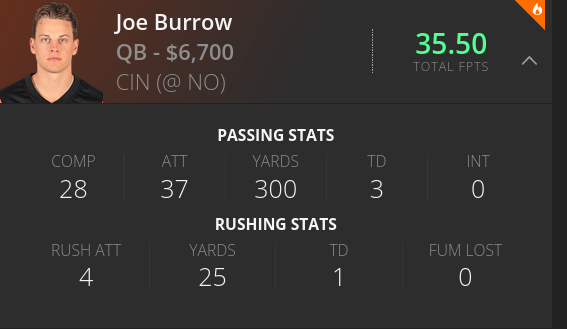 Joe Burrow
QB - $6,700
CIN (@ NO)
35.50
TOTAL FPTS
PASSING STATS
COMP ATT YARDS TD INT
28 37 300 3 0
RUSHING STATS
RUSH ATT YARDS TD FUM LOST
4 25 1 0